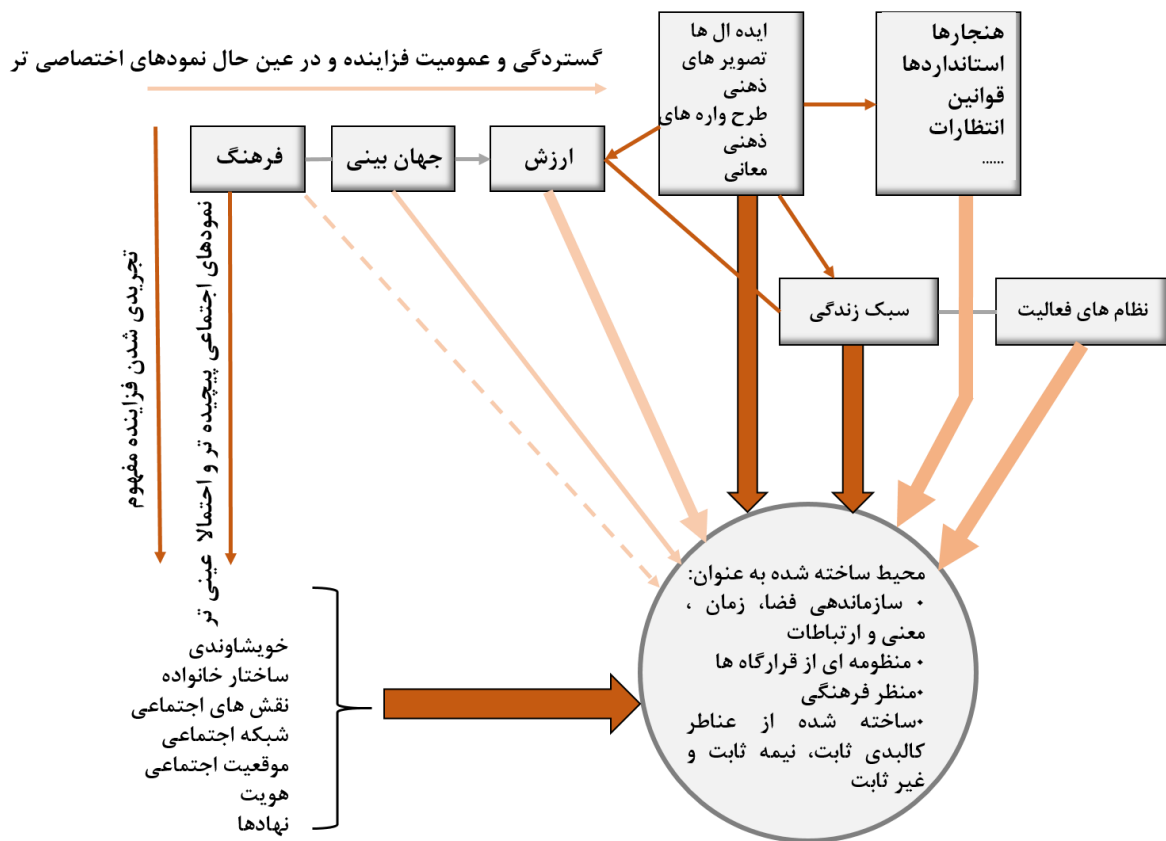 گستردگی و عمومیت فزاینده و در عین حال نمودهای اختصاصی تر
ایده ال ها
تصویر های
ذهنی
طرح واره های
ذهنی
معانی
هنجارها
استانداردها
قوانین
انتظارات
......
فرهنگ
جهان بینی
ارزش
سبک زندگی
نظام های فعالیت
تجریدی شدن فزاینده مفهوم
نمودهای اجتماعی پیچیده تر و احتمالا عینی تر
خویشاوندی
ساختار خانواده
نقش های اجتماعی
شبکه اجتماعی
موقعیت اجتماعی
هویت
نهادها
محیط ساخته شده به عنوان:
• سازماندهی فضا، زمان ،
معنی و ارتباطات
• منظومه ای از قرارگاه ها
•منظر فرهنگی
•ساخته شده از عناطر
کالبدی ثابت، نیمه ثابت و
غیر ثابت